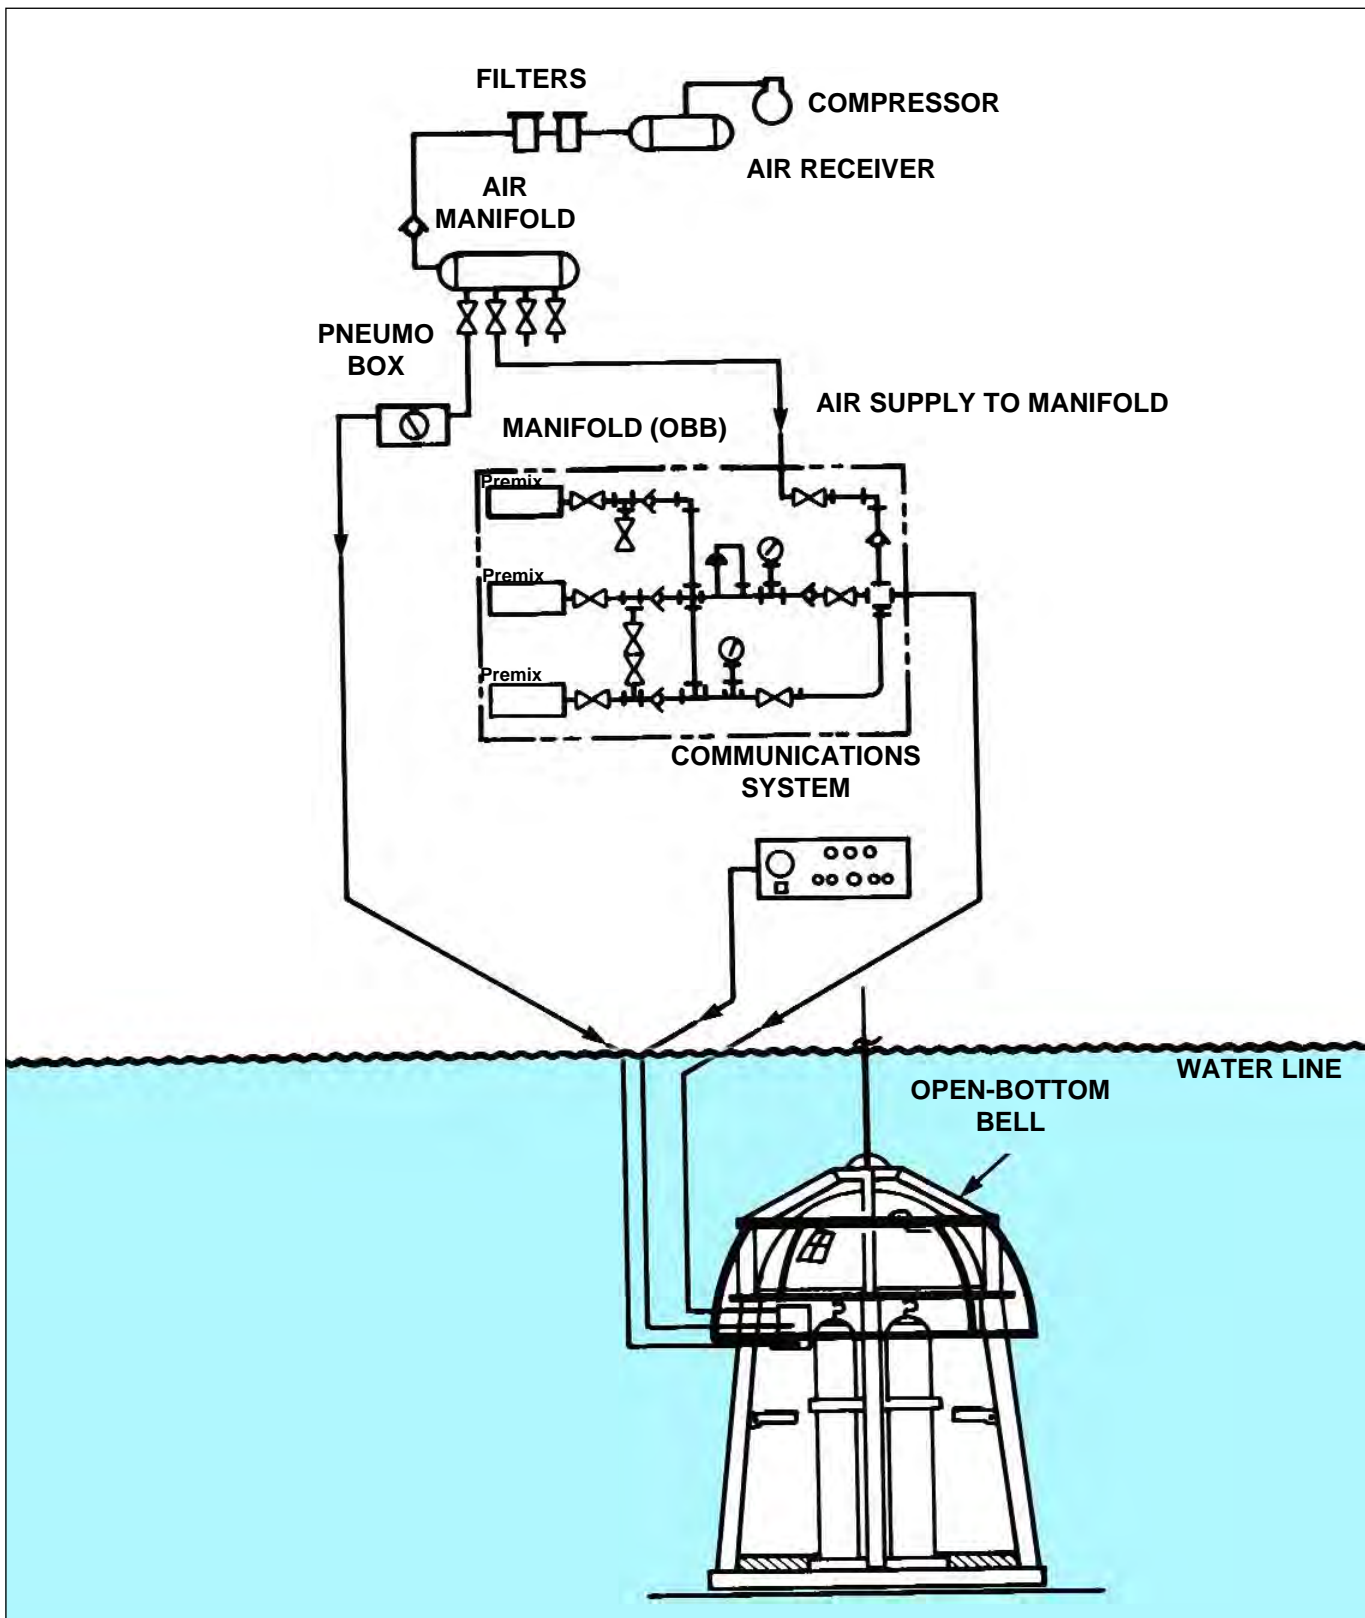 FILTERS
COMPRESSOR
AIR RECEIVER
AIR
MANIFOLD
PNEUMO
BOX
AIR SUPPLY TO MANIFOLD
MANIFOLD (OBB)
Premix
Premix
Premix
COMMUNICATIONS
SYSTEM
WATER LINE
OPEN-BOTTOM
BELL